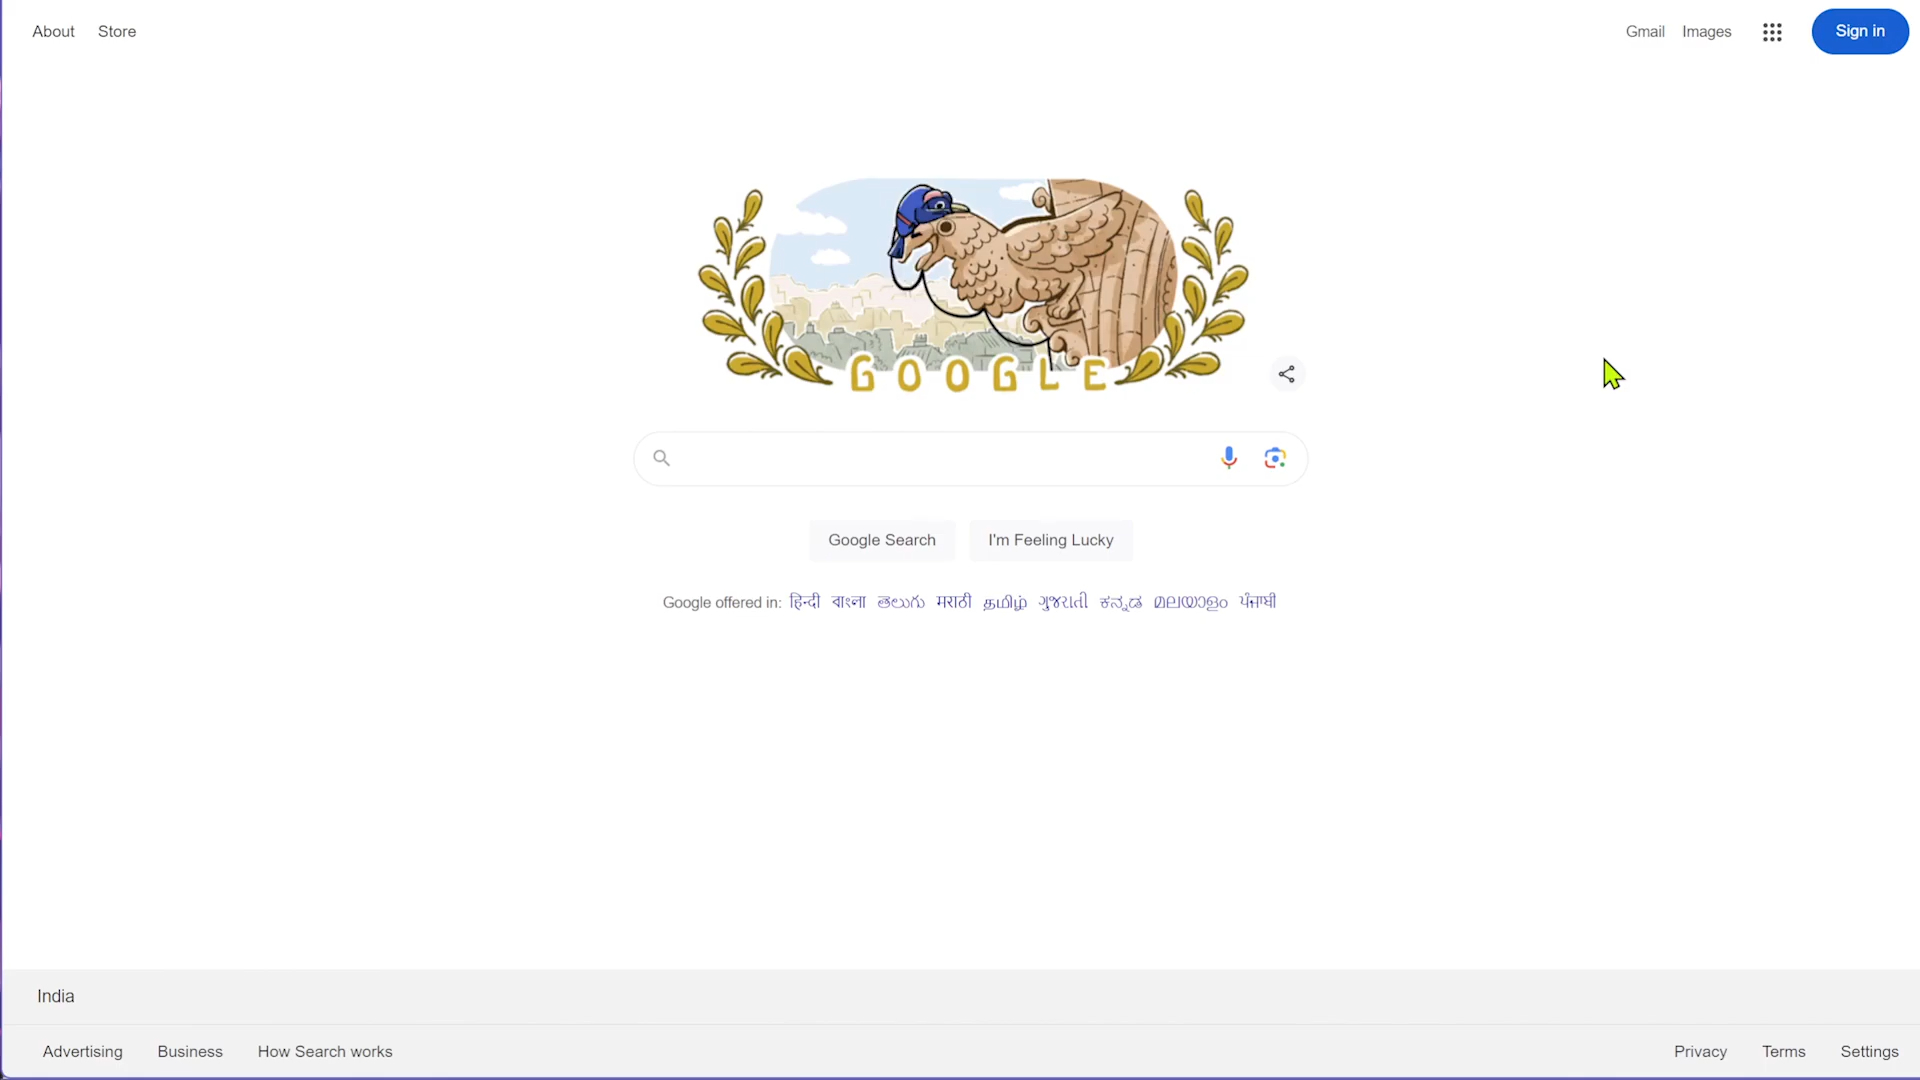 About Store Gmail Images Sign in
GOOGLE
Google Search I'm Feeling Lucky
Google offered in: हिन्दी বাংলা తెలుగు मराठी தமிழ் ગુજરાતી ಕನ್ನಡ മലയാളം ਪੰਜਾਬੀ
India
Advertising Business How Search works Privacy Terms Settings